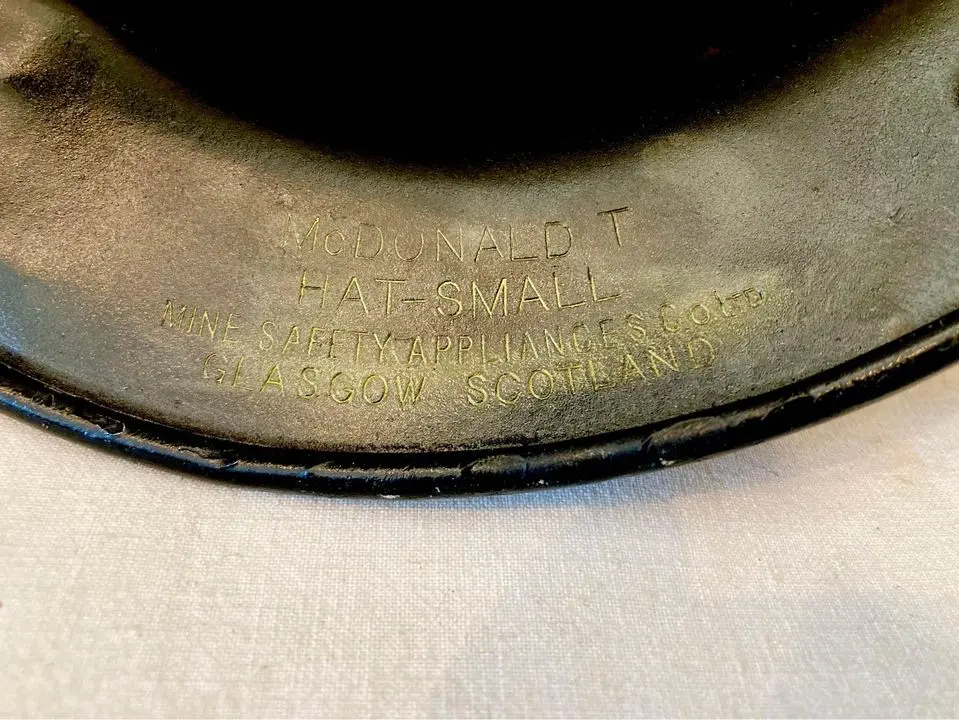 McDONALD T
HAT-SMALL
MINE SAFETY APPLIANCES.CO.LTD.
GLASGOW SCOTLAND